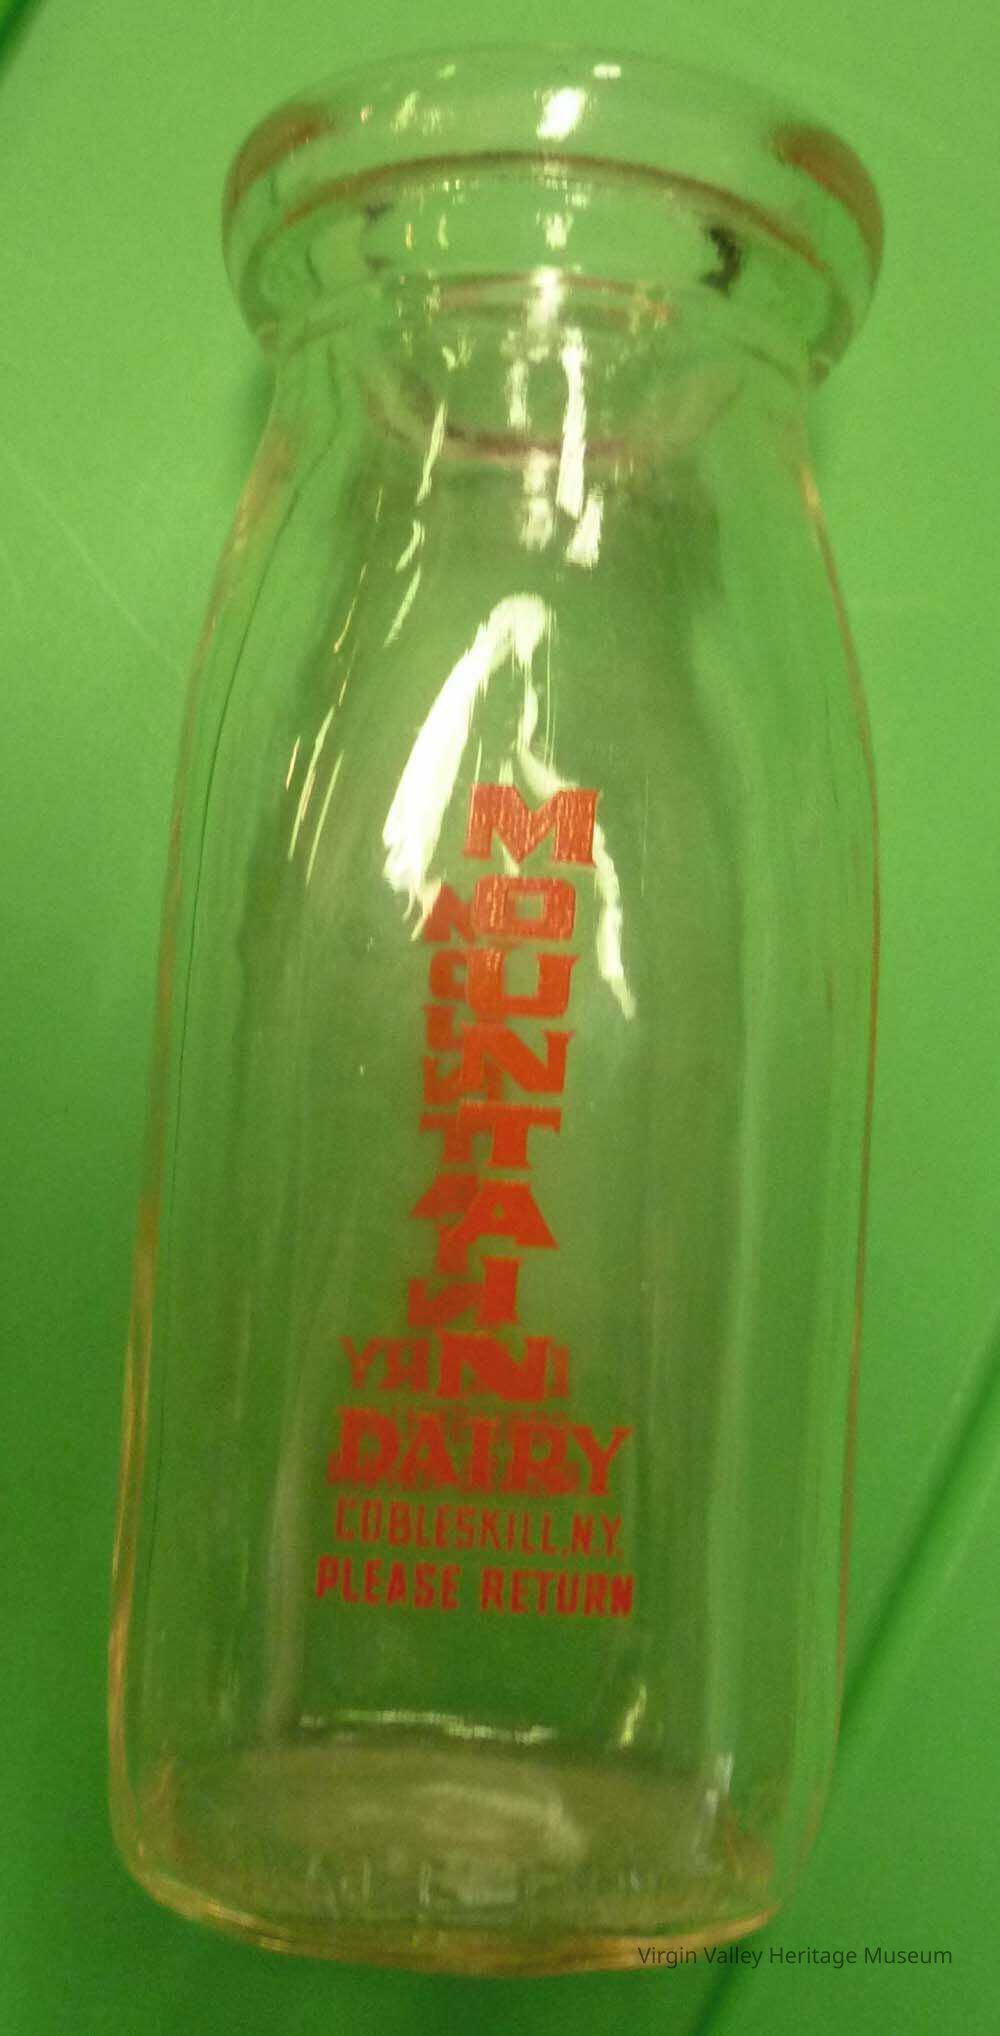 MOUNTAIN
DAIRY
COBLESKILL, N.Y.
PLEASE RETURN
Virgin Valley Heritage Museum